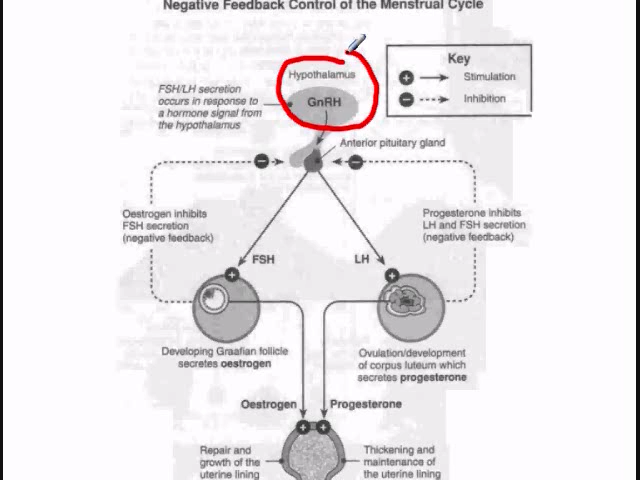 Negative Feedback Control of the Menstrual Cycle
Key
Stimulation
Inhibition
Hypothalamus
GnRH
FSH/LH secretion
occurs in response to
a hormone signal from
the hypothalamus
Anterior pituitary gland
Oestrogen inhibits
FSH secretion
(negative feedback)
Progesterone inhibits
LH and FSH secretion
(negative feedback)
FSH
LH
Developing Graafian follicle
secretes oestrogen
Ovulation/development
of corpus luteum which
secretes progesterone
Oestrogen
Progesterone
Repair and
growth of the
uterine lining
Thickening and
maintenance of
the uterine lining